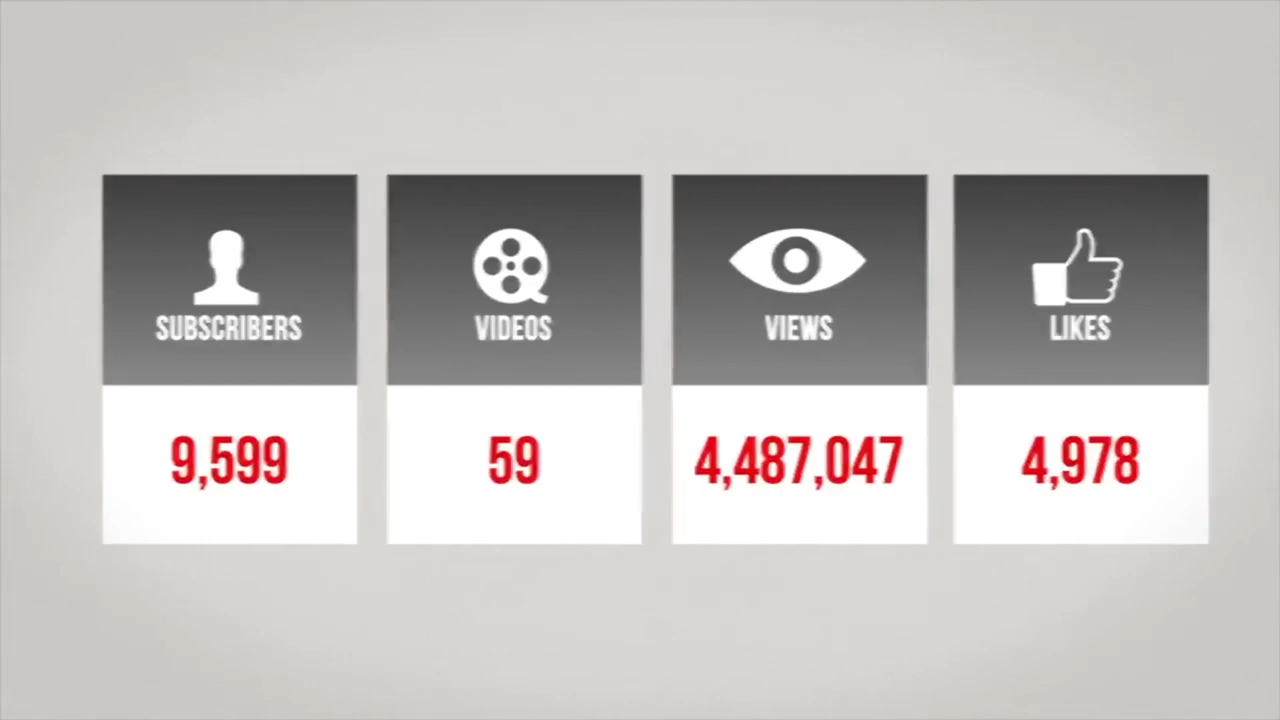 SUBSCRIBERS
9,599
VIDEOS
59
VIEWS
4,487,047
LIKES
4,978